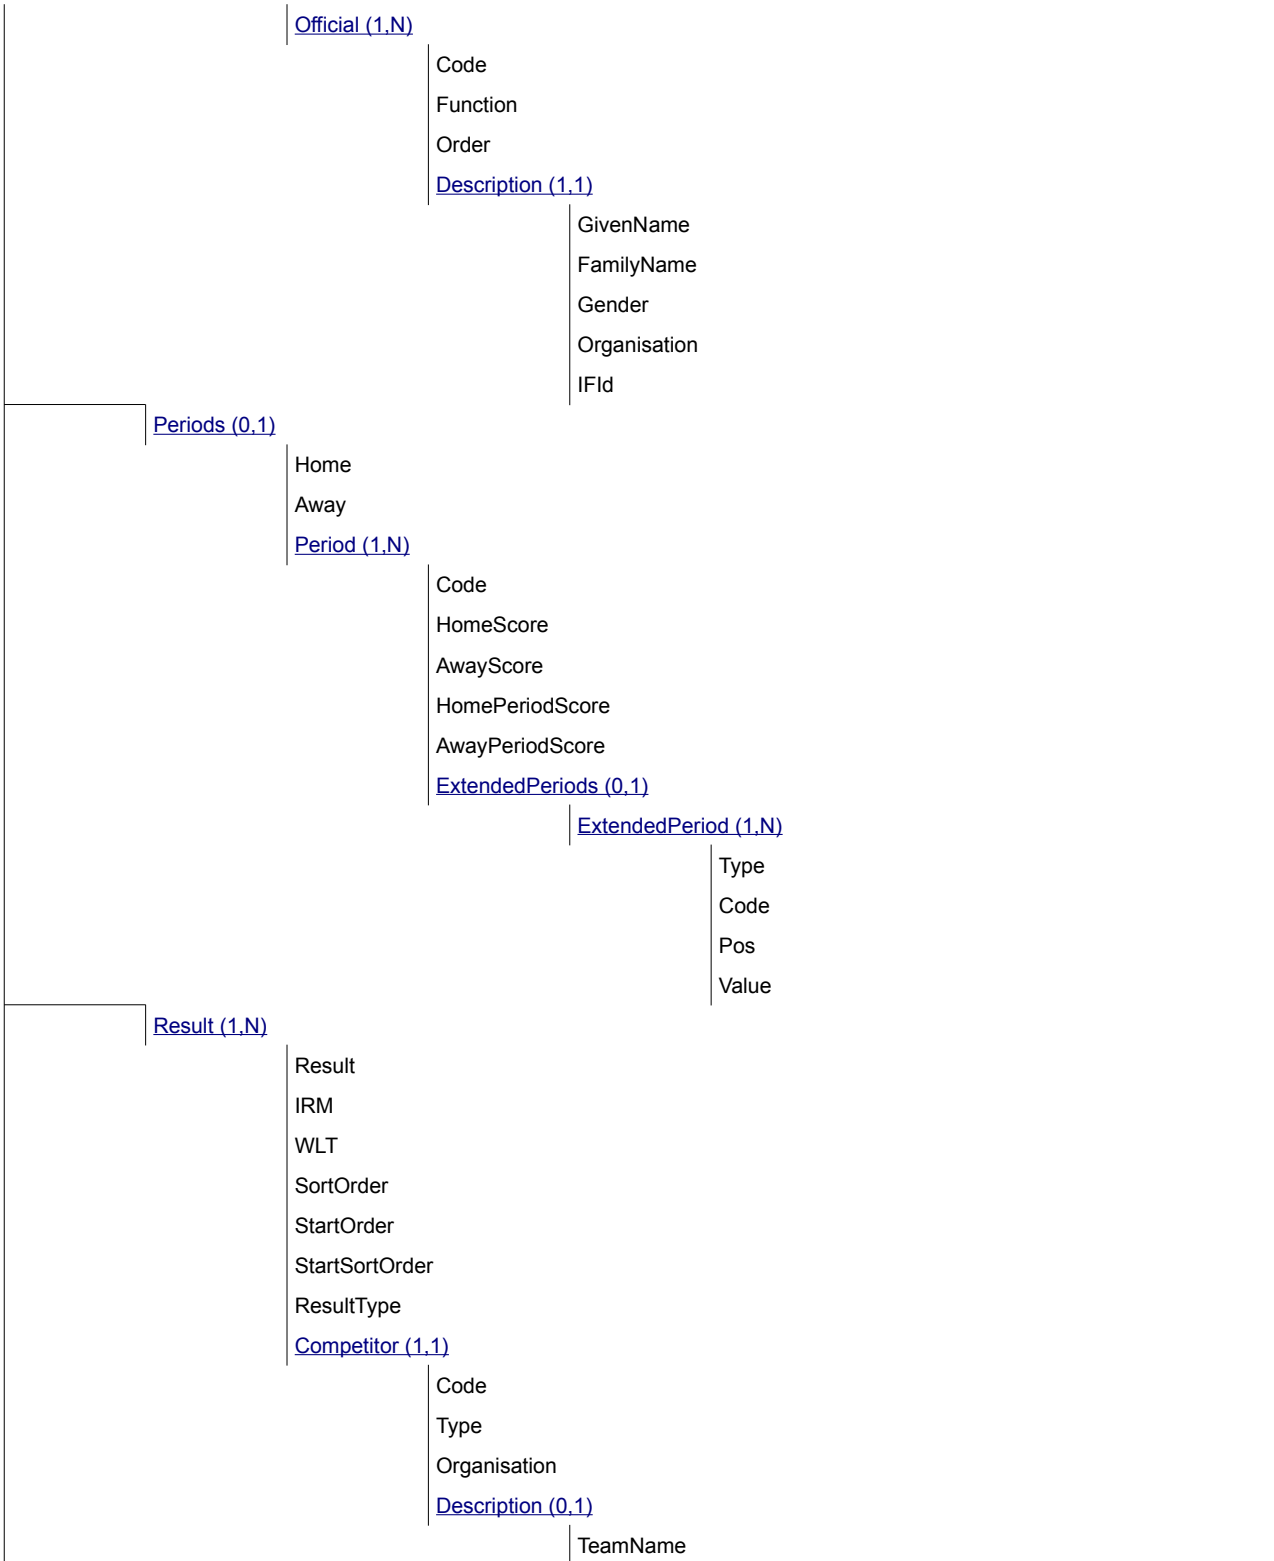 Official (1,N)
Code
Function
Order
Description (1,1)
GivenName
FamilyName
Gender
Organisation
IFId
Periods (0,1)
Home
Away
Period (1,N)
Code
HomeScore
AwayScore
HomePeriodScore
AwayPeriodScore
ExtendedPeriods (0,1)
ExtendedPeriod (1,N)
Type
Code
Pos
Value
Result (1,N)
Result
IRM
WLT
SortOrder
StartOrder
StartSortOrder
ResultType
Competitor (1,1)
Code
Type
Organisation
Description (0,1)
TeamName